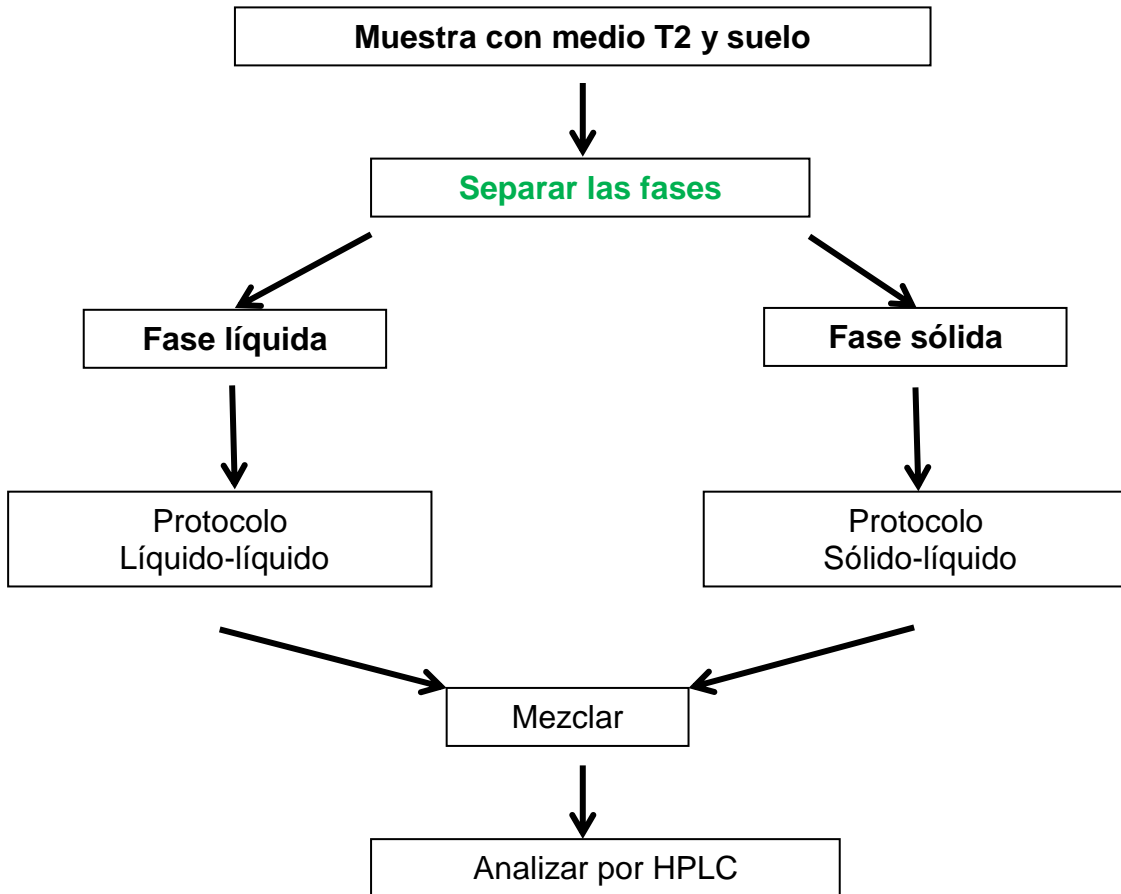 Muestra con medio T2 y suelo
Separar las fases
Fase líquida
Fase sólida
Protocolo
Líquido-líquido
Protocolo
Sólido-líquido
Mezclar
Analizar por HPLC